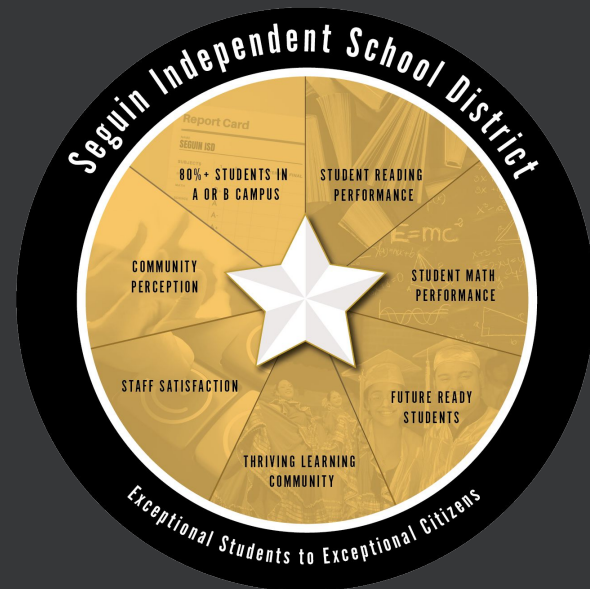 Seguin Independent School District
Report Card
SEGUIN ISD
80%+ STUDENTS IN
A OR B CAMPUS
STUDENT READING
PERFORMANCE
E=mc²
STUDENT MATH
PERFORMANCE
COMMUNITY
PERCEPTION
STAFF SATISFACTION
FUTURE READY
STUDENTS
THRIVING LEARNING
COMMUNITY
Exceptional Students to Exceptional Citizens